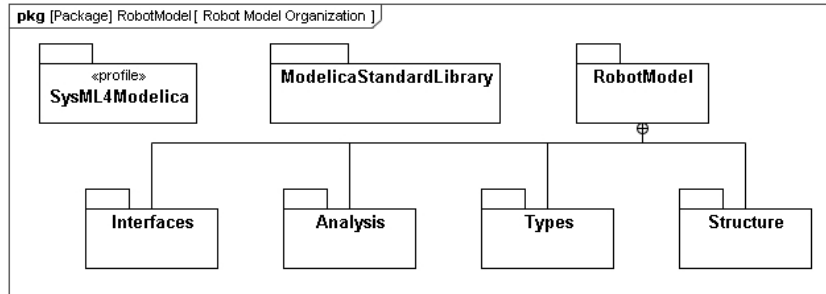 pkg [Package] RobotModel [ Robot Model Organization ]
«profile»
SysML4Modelica
ModelicaStandardLibrary
RobotModel
Interfaces
Analysis
Types
Structure